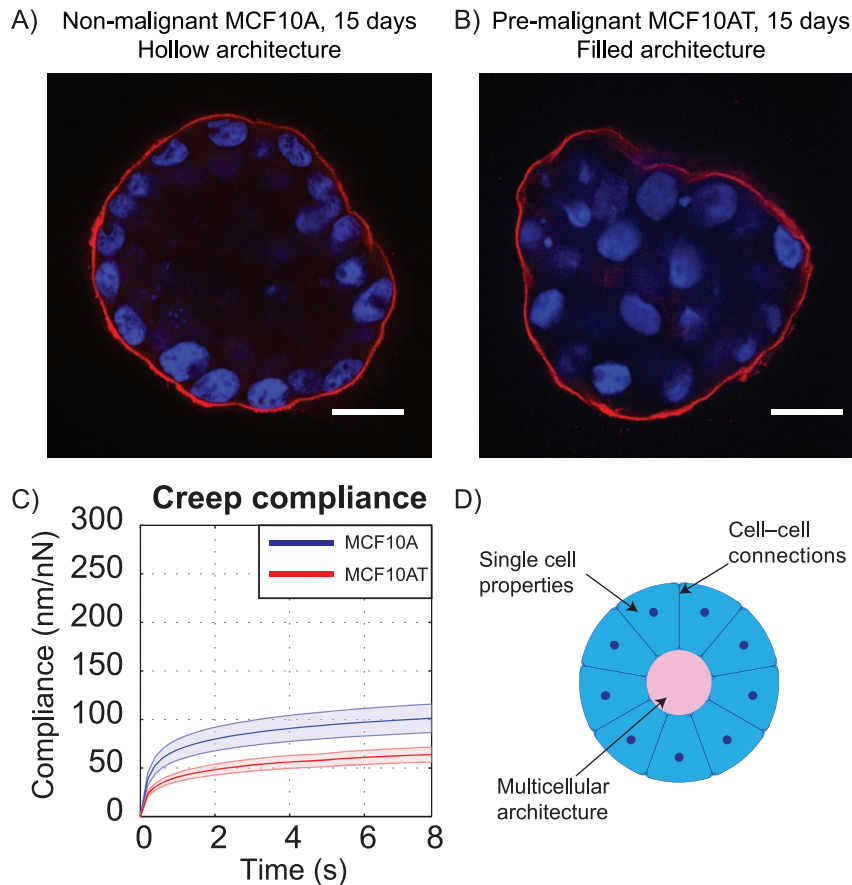 A) Non-malignant MCF10A, 15 days
Hollow architecture
B) Pre-malignant MCF10AT, 15 days
Filled architecture
C) Creep compliance
300
250
200
150
100
50
0
Compliance (nm/nN)
0 2 4 6 8
Time (s)
MCF10A
MCF10AT
D)
Cell–cell
connections
Single cell
properties
Multicellular
architecture